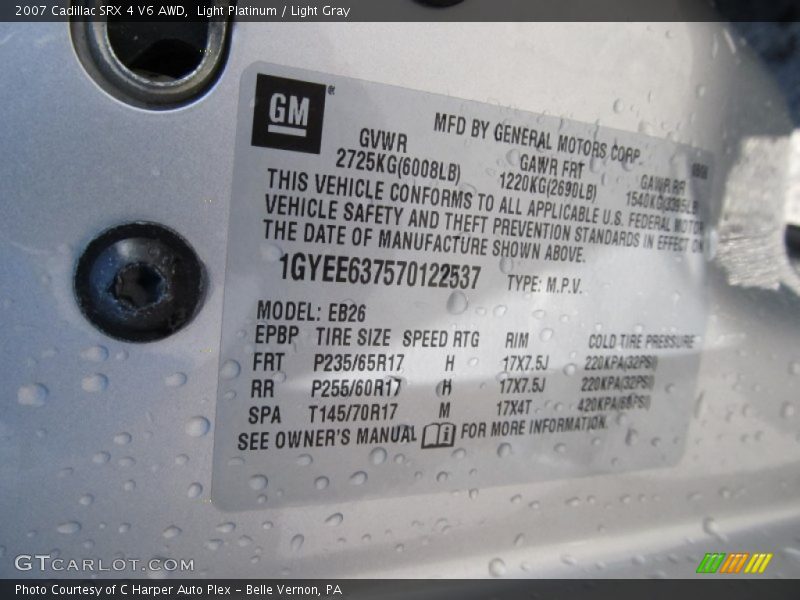 2007 Cadillac SRX 4 V6 AWD, Light Platinum / Light Gray
GM
MFD BY GENERAL MOTORS CORP.
GVWR GAWR FRT GAWR RR
2725KG(6008LB) 1220KG(2690LB) 1540KG(3395LB
THIS VEHICLE CONFORMS TO ALL APPLICABLE U.S. FEDERAL MOTOR
VEHICLE SAFETY AND THEFT PREVENTION STANDARDS IN EFFECT ON
THE DATE OF MANUFACTURE SHOWN ABOVE.
1GYEE637570122537 TYPE: M.P.V.
MODEL: EB26
EPBP TIRE SIZE SPEED RTG RIM COLD TIRE PRESSURE
FRT P235/65R17 H 17X7.5J 220KPA(32PSI)
RR P255/60R17 H 17X7.5J 220KPA(32PSI)
SPA T145/70R17 M 17X4T 420KPA(60PSI)
SEE OWNER'S MANUAL FOR MORE INFORMATION.
GTCARLOT.COM
Photo Courtesy of C Harper Auto Plex - Belle Vernon, PA